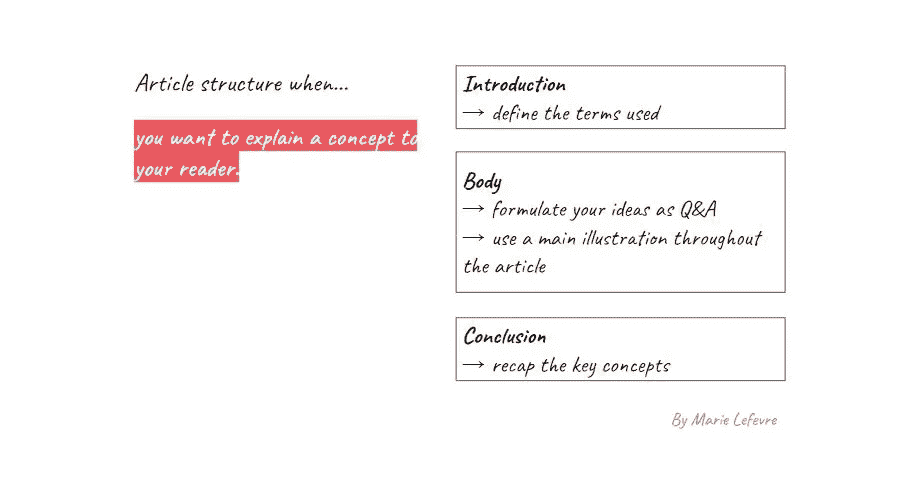 Article structure when...
you want to explain a concept to
your reader.
Introduction
→ define the terms used
Body
→ formulate your ideas as Q&A
→ use a main illustration throughout
the article
Conclusion
→ recap the key concepts
By Marie Lefevre